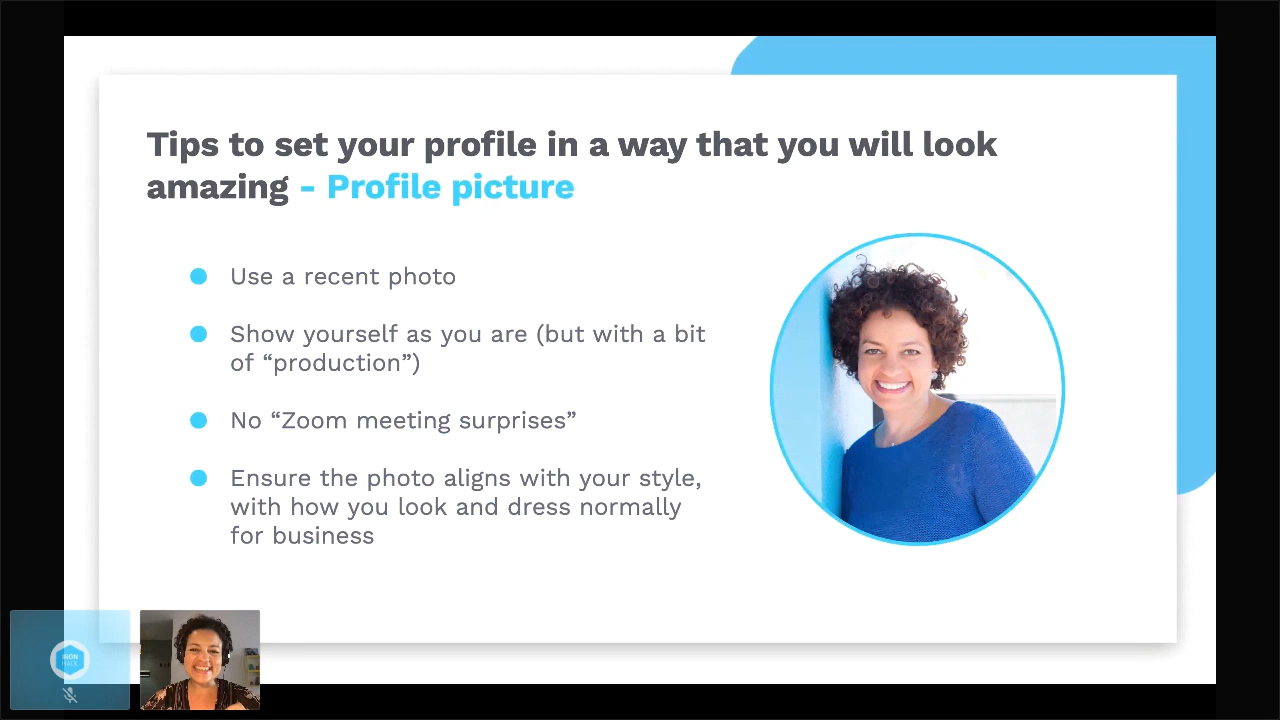 Tips to set your profile in a way that you will look
amazing - Profile picture
Use a recent photo
Show yourself as you are (but with a bit
of “production”)
No “Zoom meeting surprises”
Ensure the photo aligns with your style,
with how you look and dress normally
for business
IRON
HACK